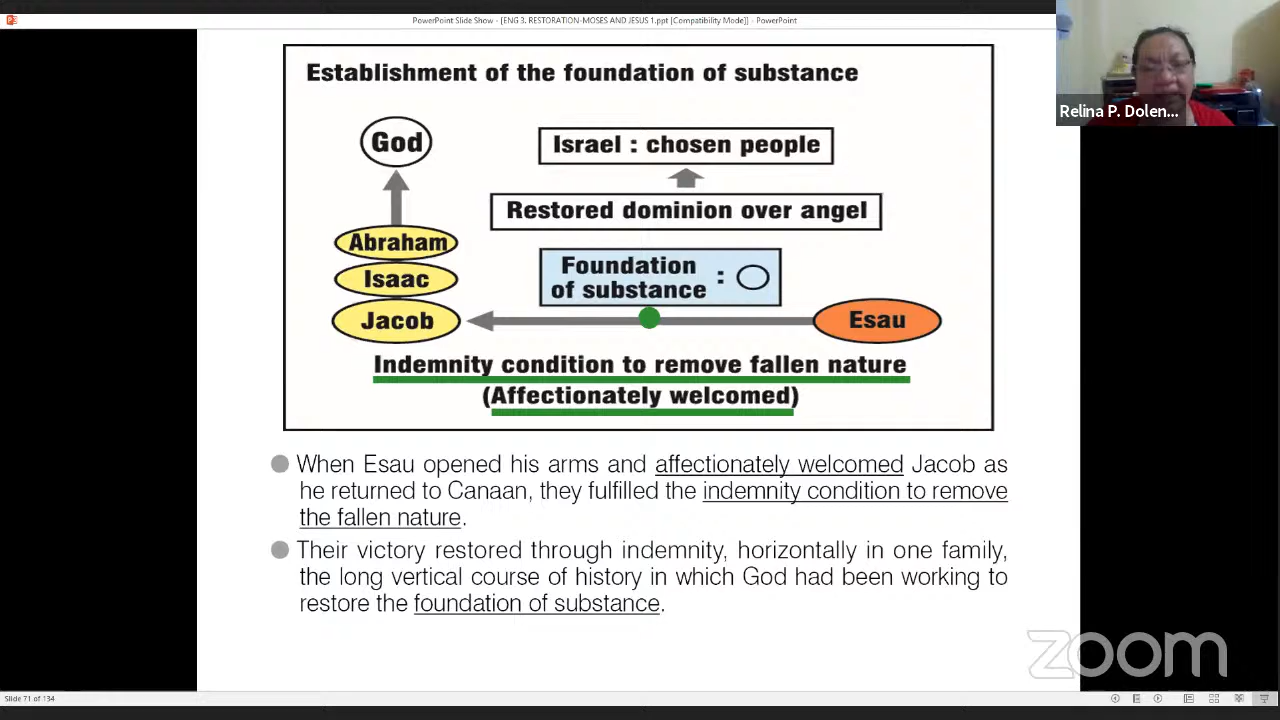 PowerPoint Slide Show - [ENG 3. RESTORATION-MOSES AND JESUS 1.ppt [Compatibility Mode]] - PowerPoint
Relina P. Dolen...
Establishment of the foundation of substance
God
Israel : chosen people
Restored dominion over angel
Abraham
Isaac
Jacob
Foundation
of substance :
Esau
Indemnity condition to remove fallen nature
(Affectionately welcomed)
When Esau opened his arms and affectionately welcomed Jacob as
he returned to Canaan, they fulfilled the indemnity condition to remove
the fallen nature.
Their victory restored through indemnity, horizontally in one family,
the long vertical course of history in which God had been working to
restore the foundation of substance.
zoom
Slide 71 of 134